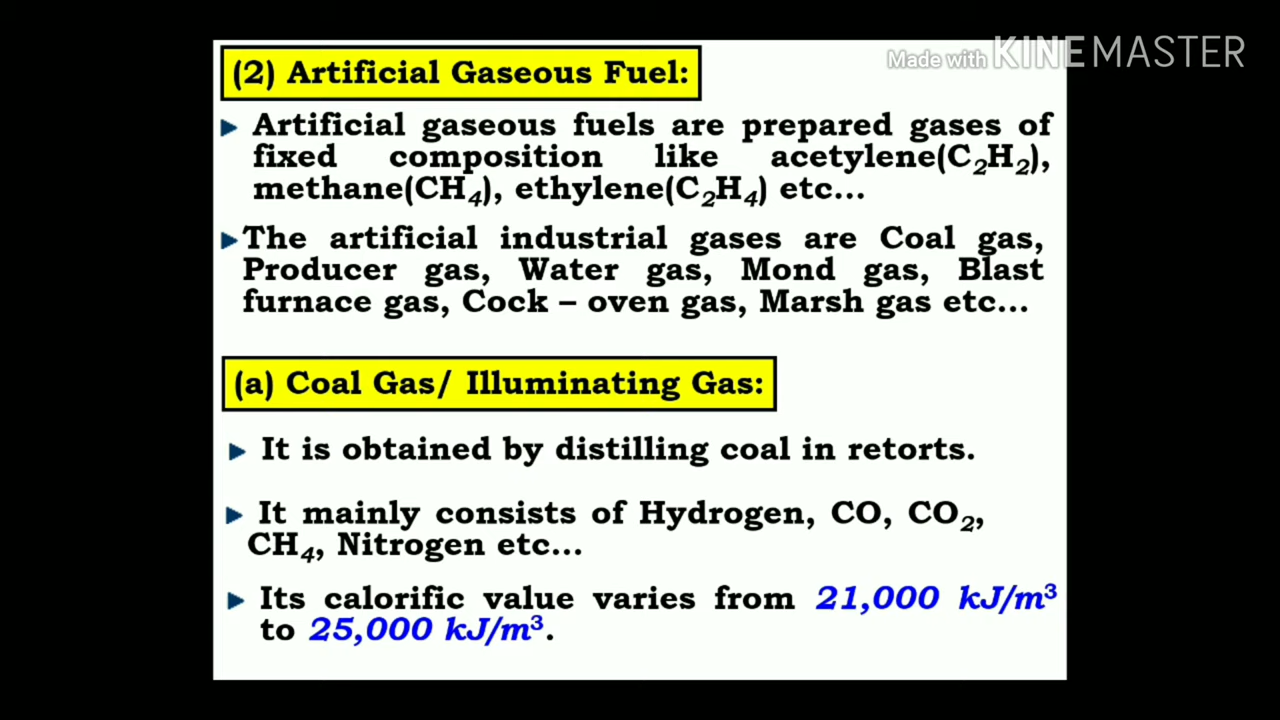 Made with KINEMASTER
(2) Artificial Gaseous Fuel:
Artificial gaseous fuels are prepared gases of
fixed composition like acetylene(C₂H₂),
methane(CH₄), ethylene(C₂H₄) etc...
The artificial industrial gases are Coal gas,
Producer gas, Water gas, Mond gas, Blast
furnace gas, Cock – oven gas, Marsh gas etc...
(a) Coal Gas/ Illuminating Gas:
It is obtained by distilling coal in retorts.
It mainly consists of Hydrogen, CO, CO₂,
CH₄, Nitrogen etc...
Its calorific value varies from 21,000 kJ/m³
to 25,000 kJ/m³.